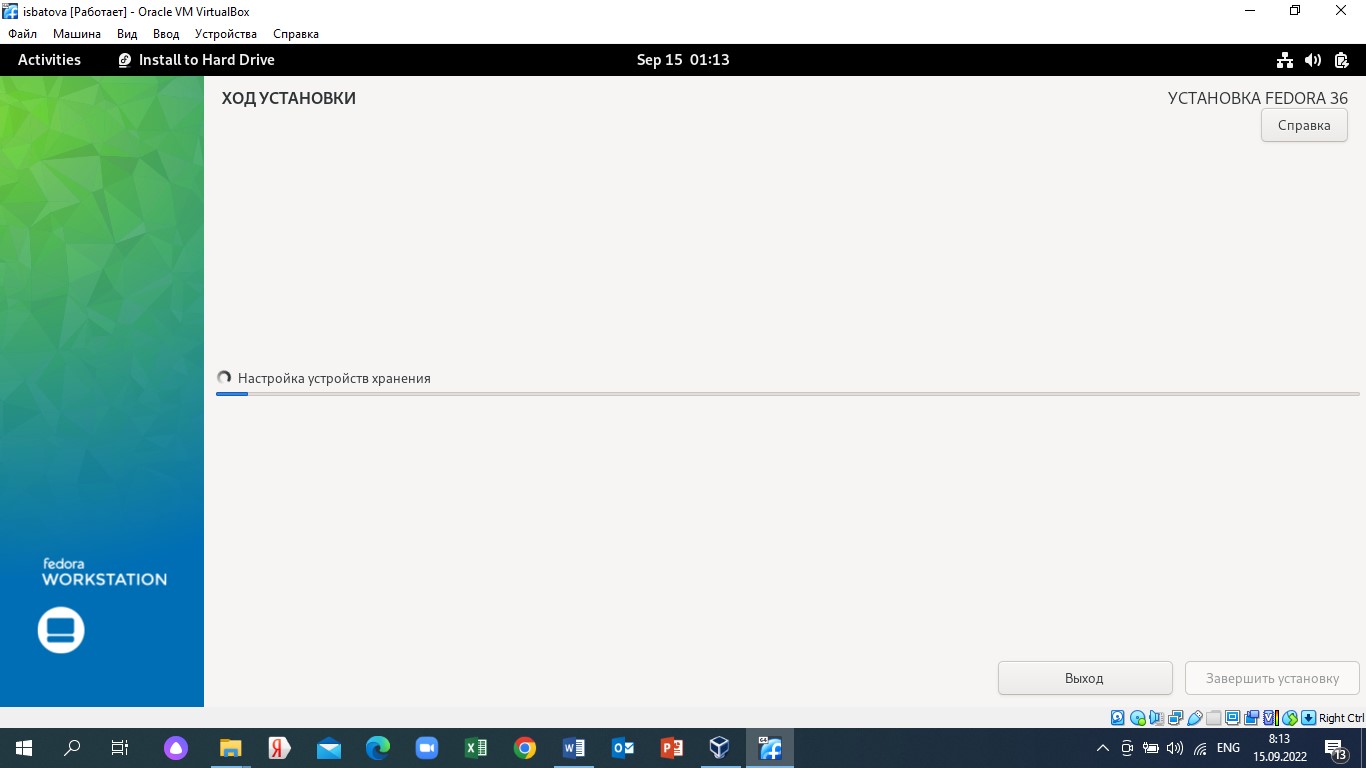 isbatova [Работает] - Oracle VM VirtualBox
Файл Машина Вид Ввод Устройства Справка
Activities Install to Hard Drive Sep 15 01:13
ХОД УСТАНОВКИ УСТАНОВКА FEDORA 36
Справка
Настройка устройств хранения
fedora
WORKSTATION
Выход Завершить установку
Right Ctrl
8:13
ENG
15.09.2022
13